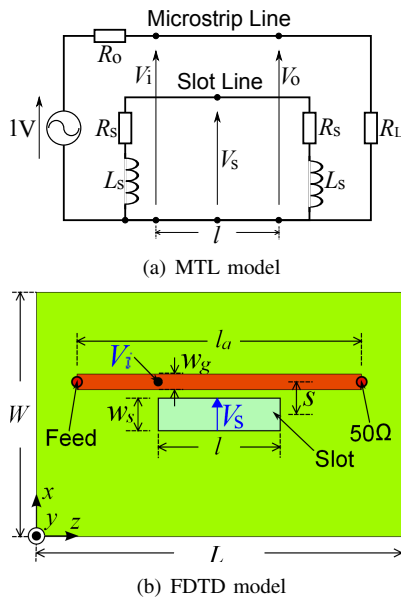 Microstrip Line
Ro
Vi
Vo
Slot Line
1V
Rs
Rs
RL
Vs
Ls
Ls
l
(a) MTL model
la
Vi
wg
W
ws
s
Feed
Vs
50Ω
l
Slot
x
y
z
L
(b) FDTD model